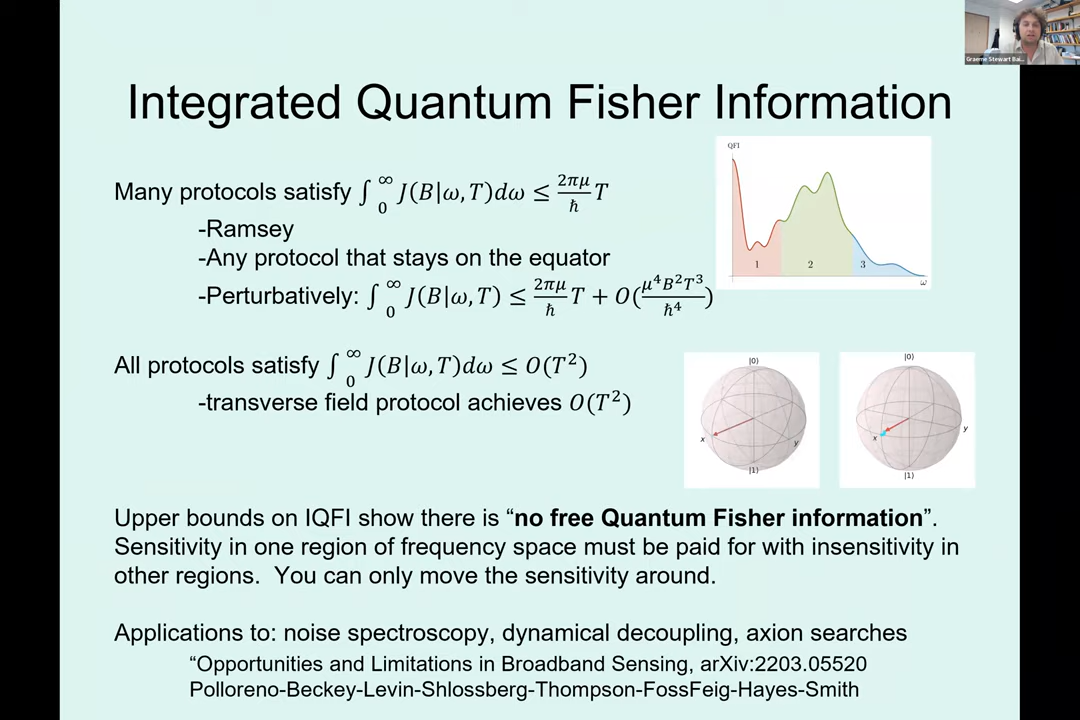 Graeme Stewart Bai...
Integrated Quantum Fisher Information
Many protocols satisfy ∫₀^∞ J(B|ω, T)dω ≤ 2πμ/ħ T
-Ramsey
-Any protocol that stays on the equator
-Perturbatively: ∫₀^∞ J(B|ω, T) ≤ 2πμ/ħ T + O(μ⁴B²T³/ħ⁴)
QFI
1 2 3
ω
All protocols satisfy ∫₀^∞ J(B|ω, T)dω ≤ O(T²)
-transverse field protocol achieves O(T²)
|0⟩
x
y
|1⟩
|0⟩
x
y
|1⟩
Upper bounds on IQFI show there is “no free Quantum Fisher information”.
Sensitivity in one region of frequency space must be paid for with insensitivity in
other regions. You can only move the sensitivity around.
Applications to: noise spectroscopy, dynamical decoupling, axion searches
“Opportunities and Limitations in Broadband Sensing, arXiv:2203.05520
Polloreno-Beckey-Levin-Shlossberg-Thompson-FossFeig-Hayes-Smith